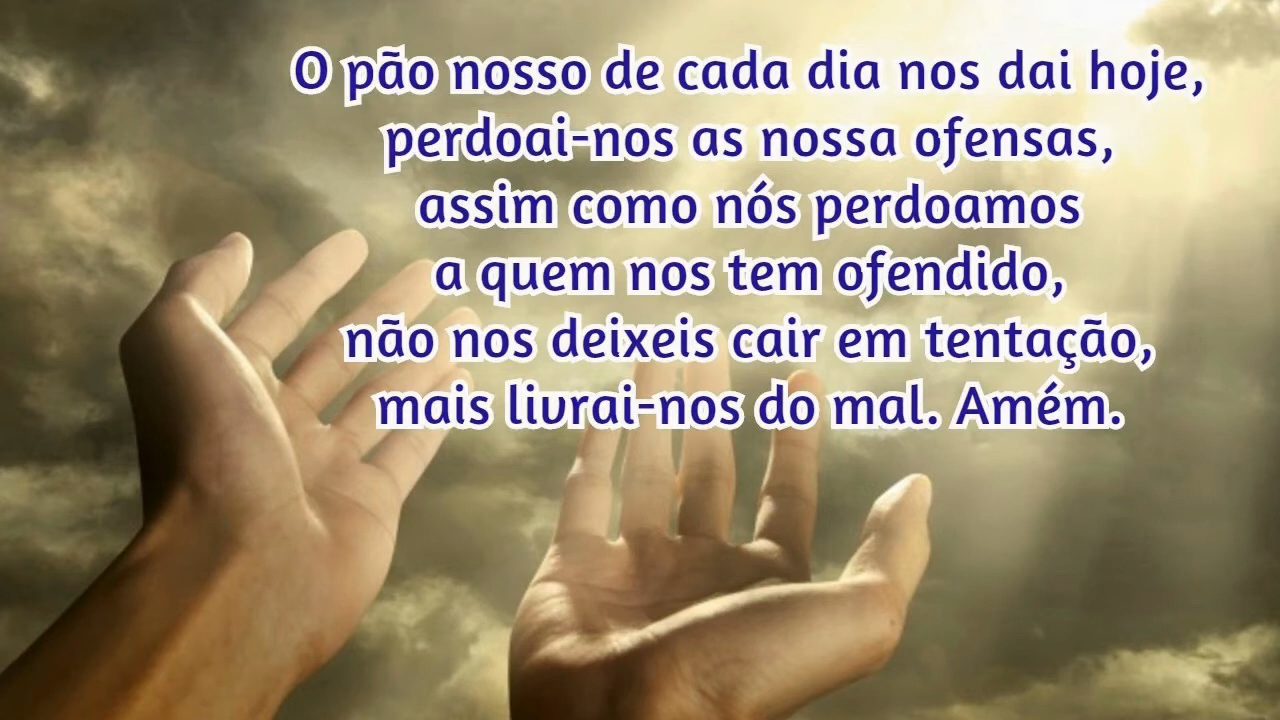 O pão nosso de cada dia nos dai hoje,
perdoai-nos as nossa ofensas,
assim como nós perdoamos
a quem nos tem ofendido,
não nos deixeis cair em tentação,
mais livrai-nos do mal. Amém.